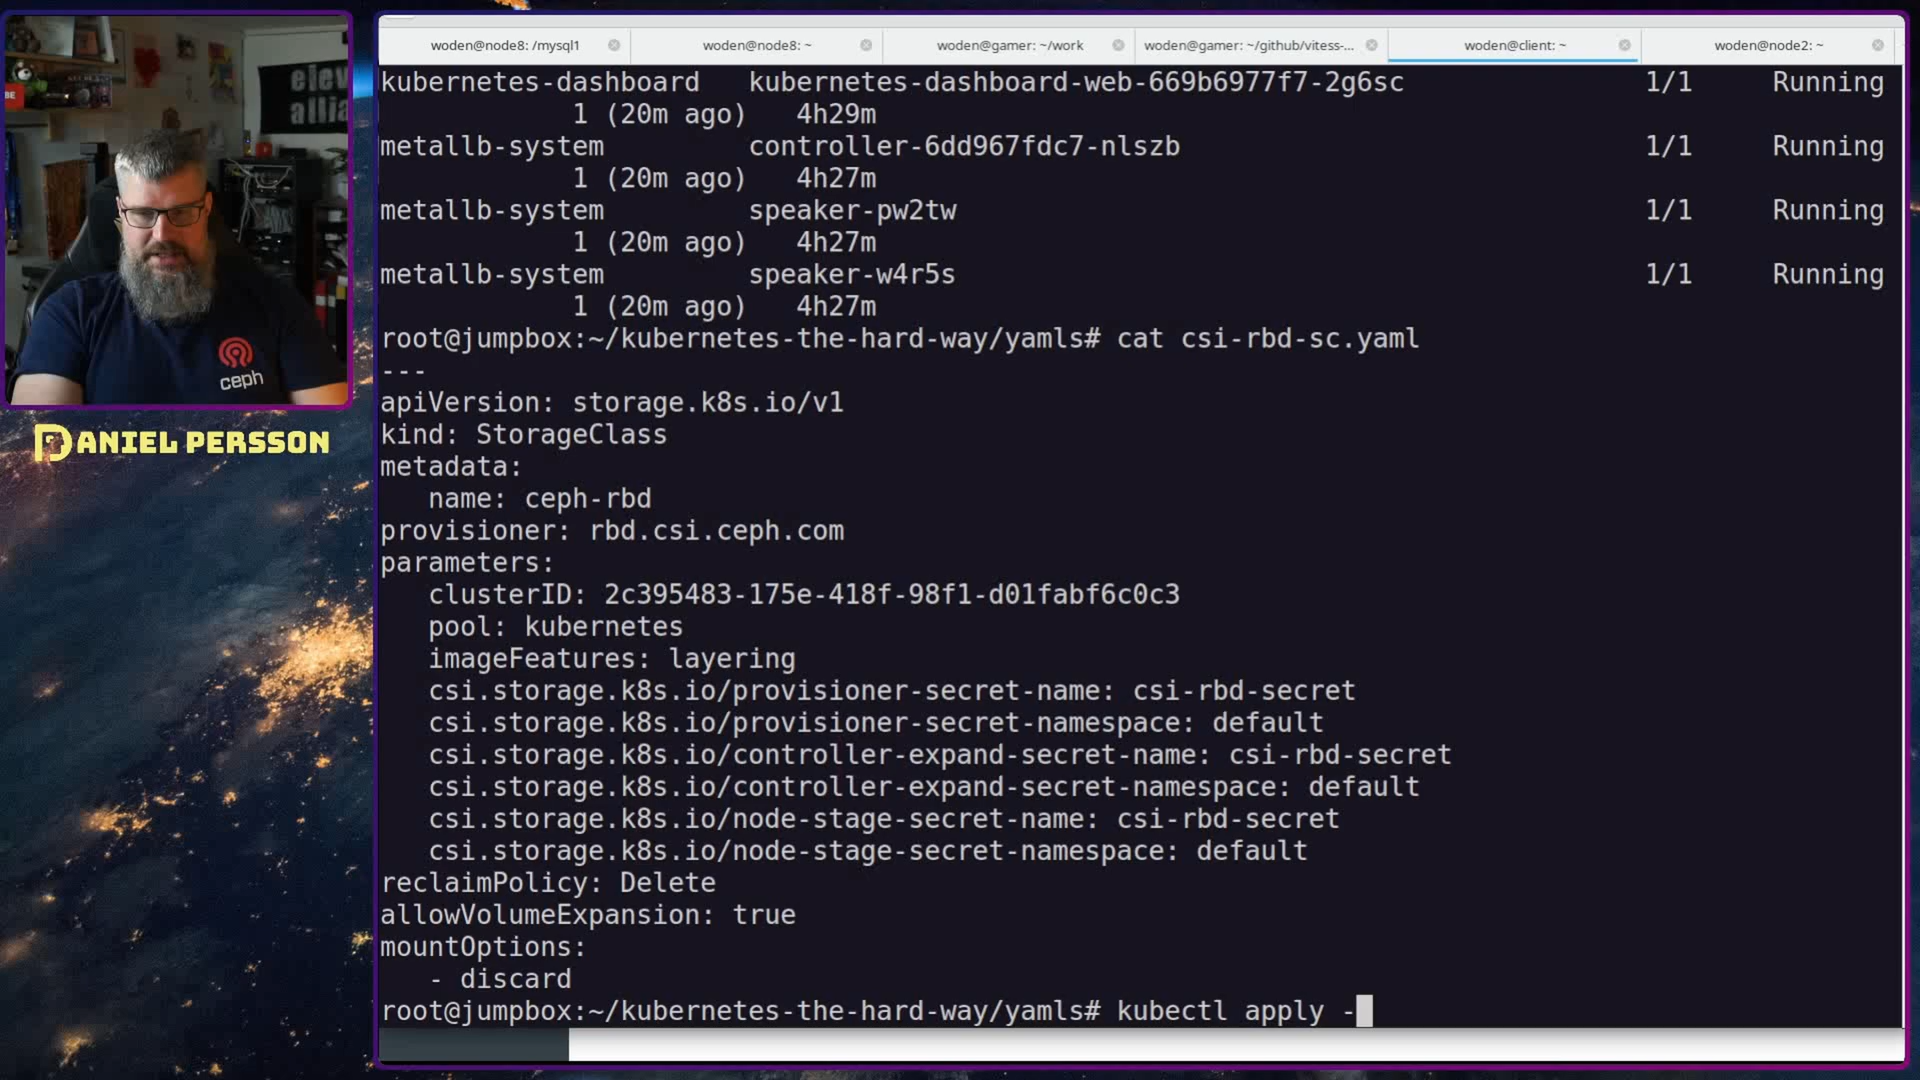 woden@node8: /mysql1
woden@node8: ~
woden@gamer: ~/work
woden@gamer: ~/github/vitess-...
woden@client: ~
woden@node2: ~
kubernetes-dashboard kubernetes-dashboard-web-669b6977f7-2g6sc 1/1 Running
1 (20m ago) 4h29m
metallb-system controller-6dd967fdc7-nlszb 1/1 Running
1 (20m ago) 4h27m
metallb-system speaker-pw2tw 1/1 Running
1 (20m ago) 4h27m
metallb-system speaker-w4r5s 1/1 Running
1 (20m ago) 4h27m
root@jumpbox:~/kubernetes-the-hard-way/yamls# cat csi-rbd-sc.yaml
---
apiVersion: storage.k8s.io/v1
kind: StorageClass
metadata:
name: ceph-rbd
provisioner: rbd.csi.ceph.com
parameters:
clusterID: 2c395483-175e-418f-98f1-d01fabf6c0c3
pool: kubernetes
imageFeatures: layering
csi.storage.k8s.io/provisioner-secret-name: csi-rbd-secret
csi.storage.k8s.io/provisioner-secret-namespace: default
csi.storage.k8s.io/controller-expand-secret-name: csi-rbd-secret
csi.storage.k8s.io/controller-expand-secret-namespace: default
csi.storage.k8s.io/node-stage-secret-name: csi-rbd-secret
csi.storage.k8s.io/node-stage-secret-namespace: default
reclaimPolicy: Delete
allowVolumeExpansion: true
mountOptions:
- discard
root@jumpbox:~/kubernetes-the-hard-way/yamls# kubectl apply -
ceph
DANIEL PERSSON